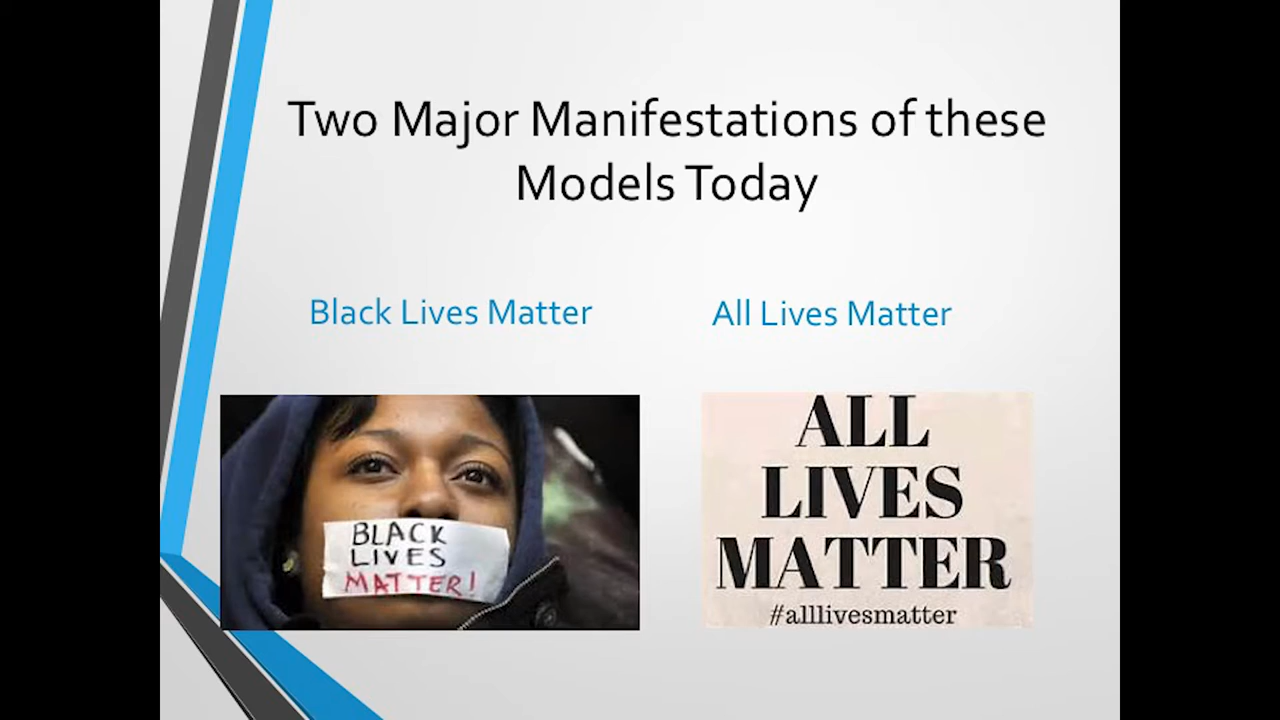 Two Major Manifestations of these
Models Today
Black Lives Matter
All Lives Matter
BLACK
LIVES
MATTER!
ALL
LIVES
MATTER
#alllivesmatter